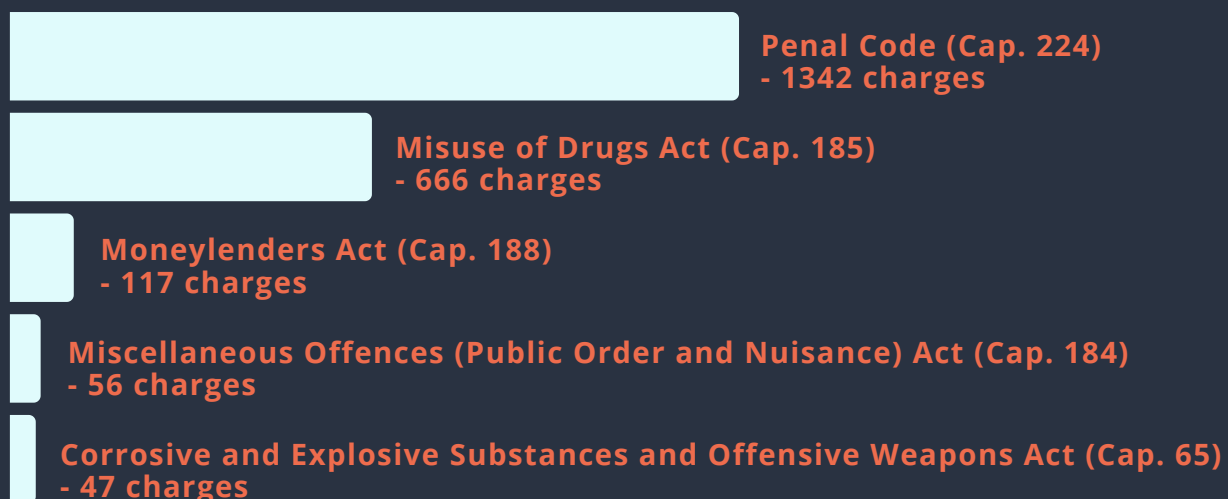 Penal Code (Cap. 224)
- 1342 charges
Misuse of Drugs Act (Cap. 185)
- 666 charges
Moneylenders Act (Cap. 188)
- 117 charges
Miscellaneous Offences (Public Order and Nuisance) Act (Cap. 184)
- 56 charges
Corrosive and Explosive Substances and Offensive Weapons Act (Cap. 65)
- 47 charges